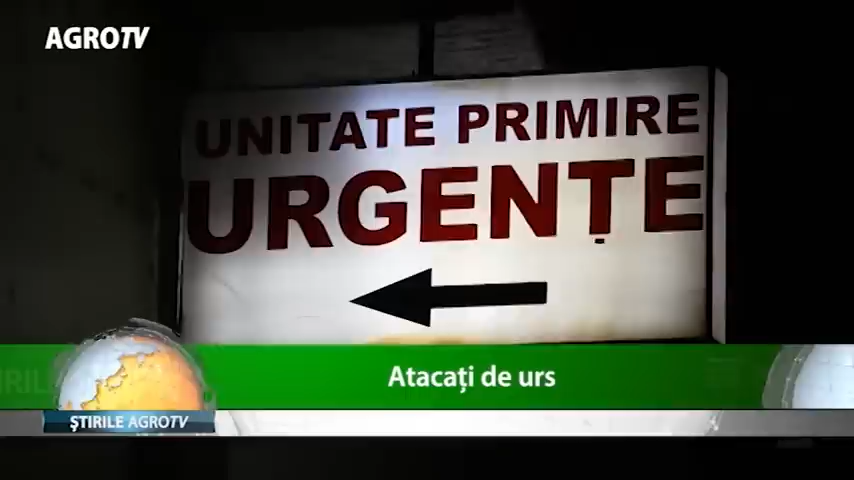 AGROTV
UNITATE PRIMIRE
URGENȚE
Atacați de urs
ȘTIRILE AGROTV